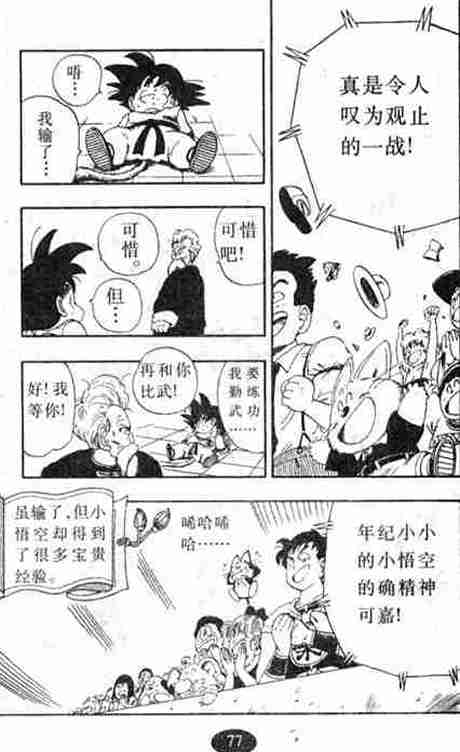 真是令人
叹为观止
的一战!
唔…
我
输
了…
可惜
吧!
可
惜。
但…
我要
勤练
武功
……
再和你
比武!
好!我
等你!
年纪小小
的小悟空
的确精神
可嘉!
唏哈唏
哈……
虽输了,但小
悟空却得到
了很多宝贵
经验。
77